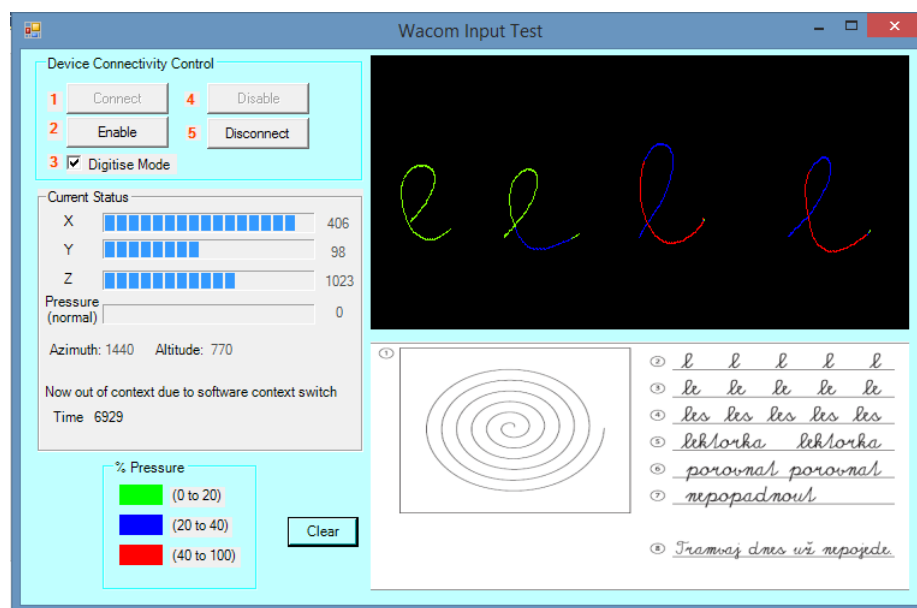 Wacom Input Test
Device Connectivity Control
1 Connect 4 Disable
2 Enable 5 Disconnect
3 Digitise Mode
Current Status
X 406
Y 98
Z 1023
Pressure
(normal) 0
Azimuth: 1440 Altitude: 770
Now out of context due to software context switch
Time 6929
% Pressure
(0 to 20)
(20 to 40)
(40 to 100)
Clear
l l l l
1
2 l l l l l
3 le le le le le
4 les les les les les
5 lektorka lektorka
6 porovnat porovnat
7 nepopadnout
8 Tramvaj dnes už nepojede.